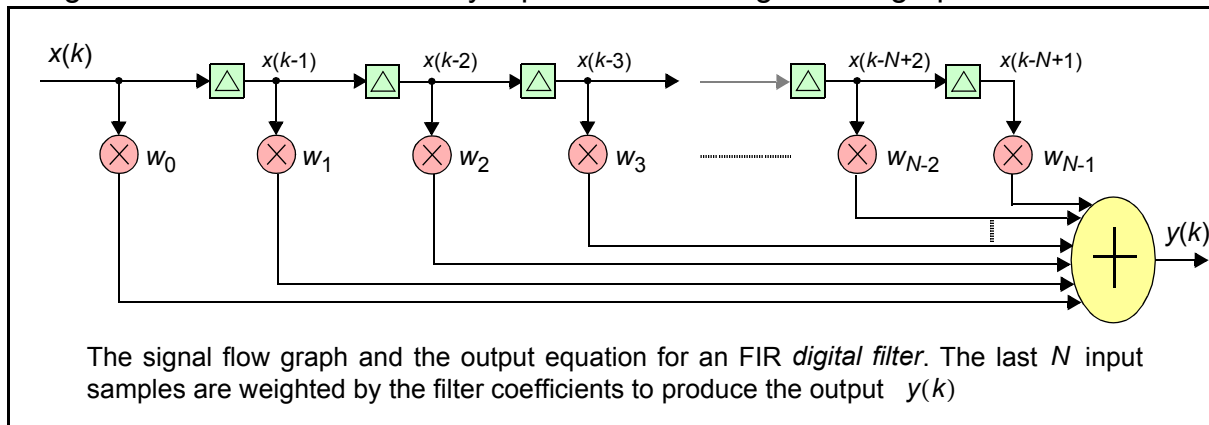 x(k)
x(k-1) x(k-2) x(k-3) x(k-N+2) x(k-N+1)
w0 w1 w2 w3 wN-2 wN-1
y(k)
The signal flow graph and the output equation for an FIR digital filter. The last N input
samples are weighted by the filter coefficients to produce the output y(k)